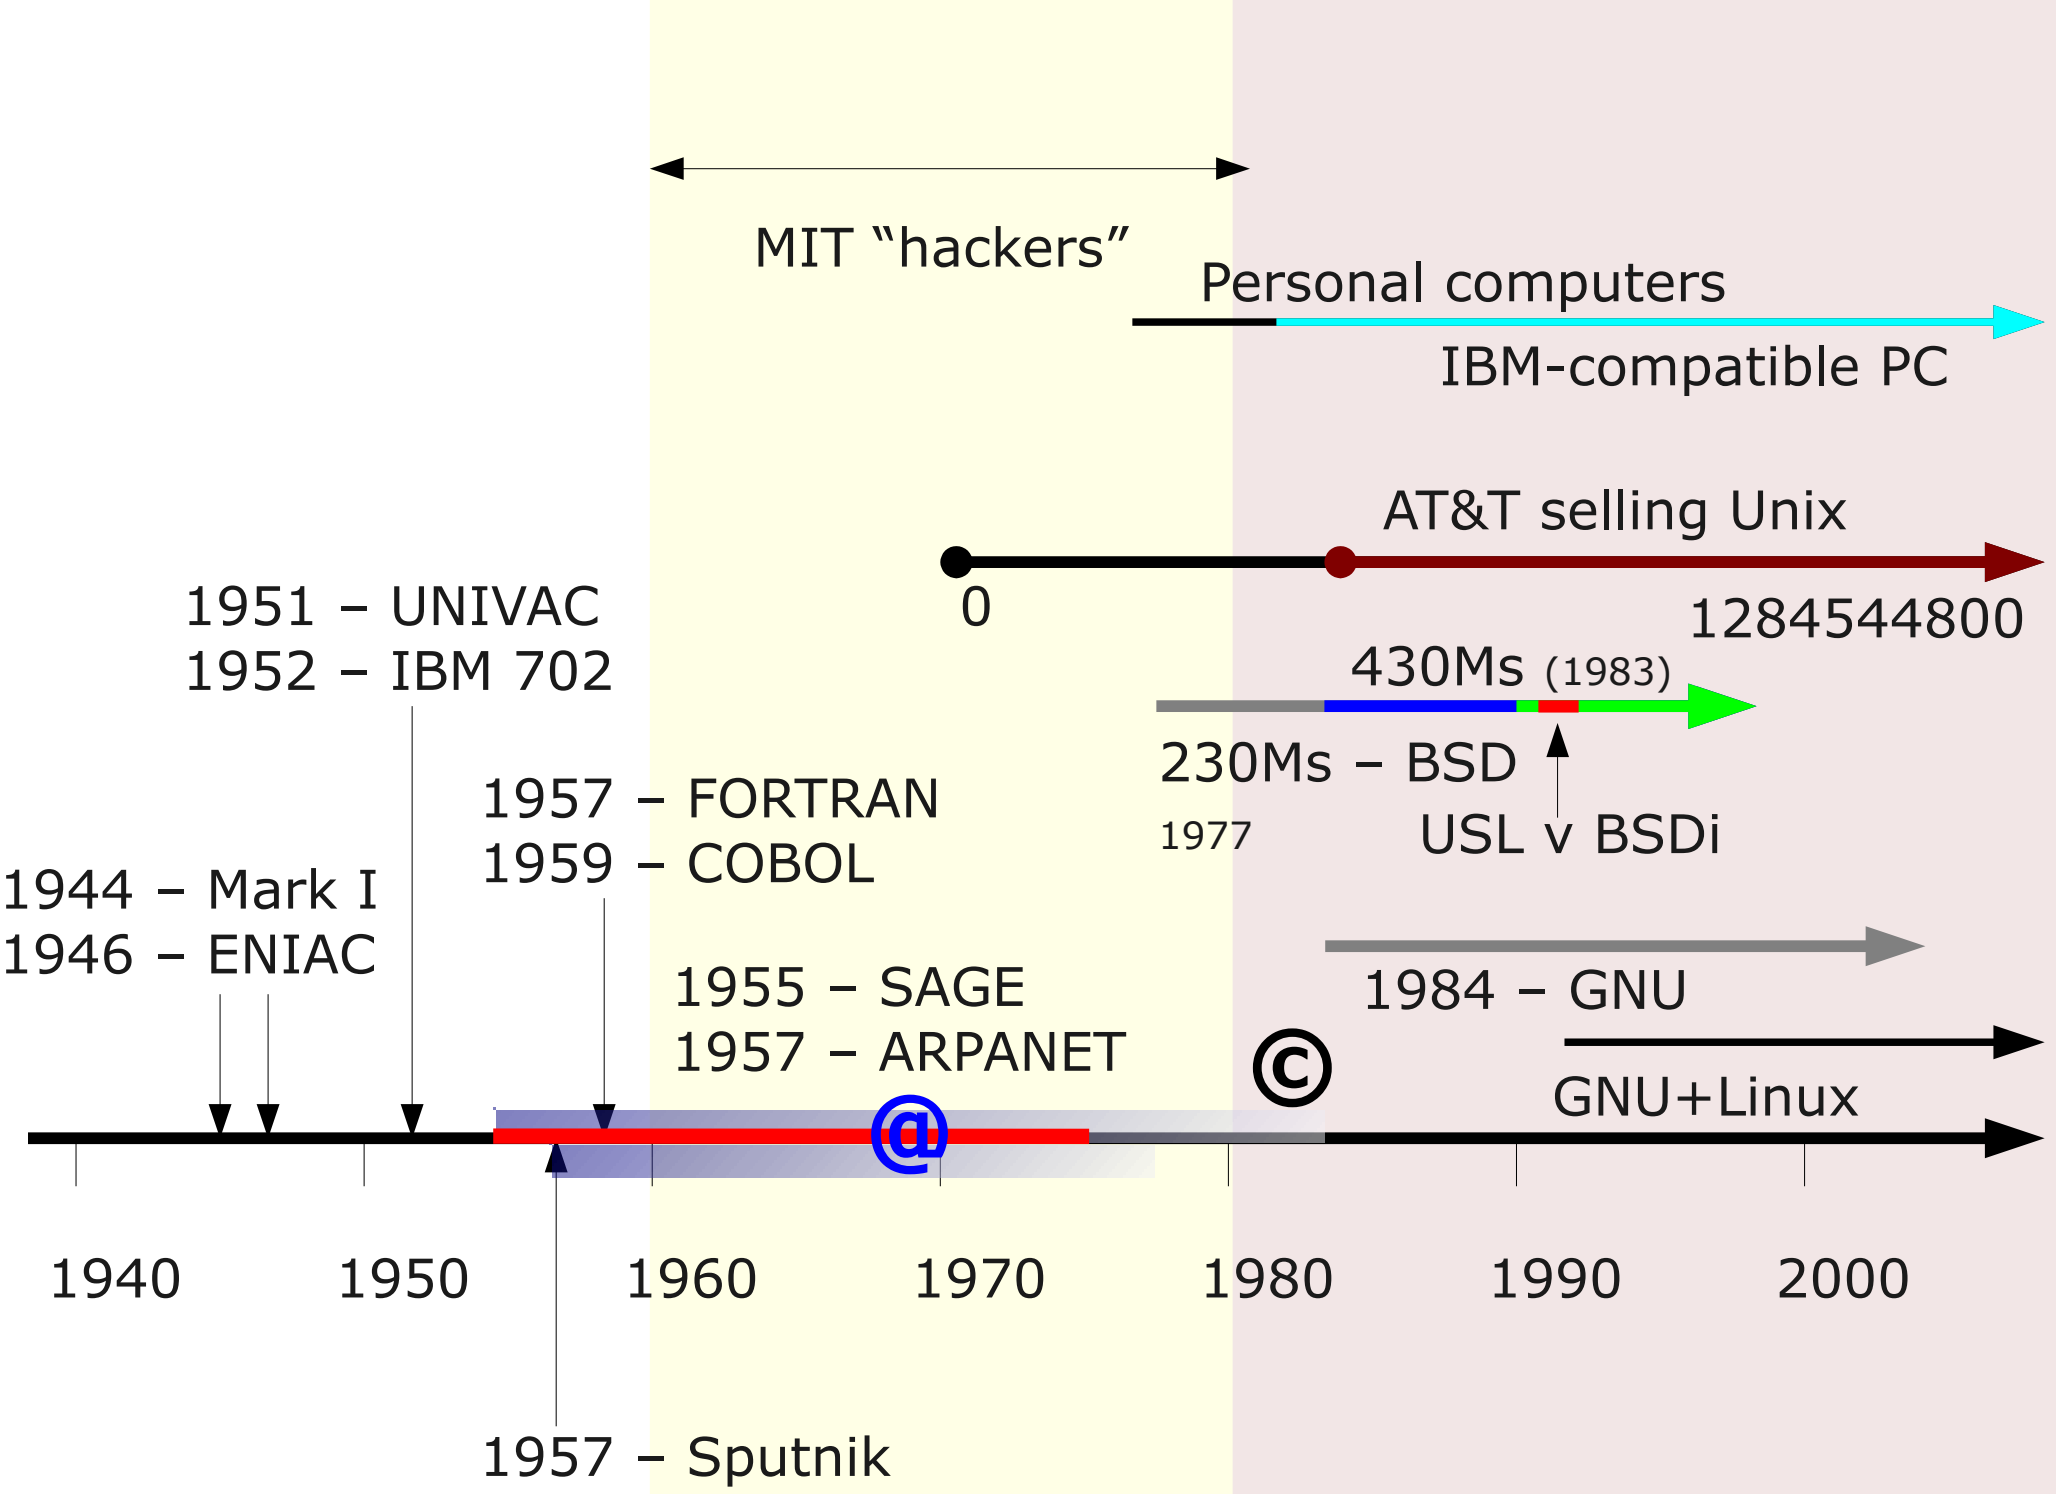 MIT “hackers”
Personal computers
IBM-compatible PC
AT&T selling Unix
0
1284544800
1951 – UNIVAC
1952 – IBM 702
430Ms (1983)
230Ms – BSD
1977
USL v BSDi
1957 – FORTRAN
1959 – COBOL
1944 – Mark I
1946 – ENIAC
1955 – SAGE
1957 – ARPANET
1984 – GNU
©
GNU+Linux
@
1940 1950 1960 1970 1980 1990 2000
1957 – Sputnik